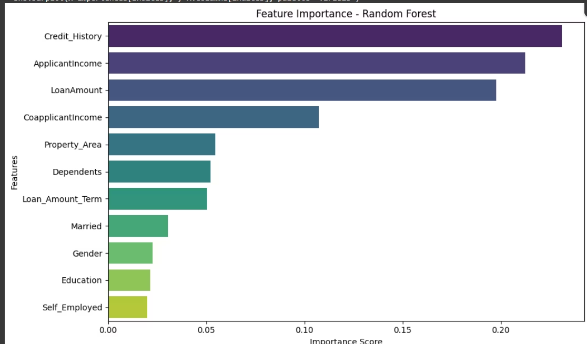 Feature Importance - Random Forest
Credit_History
ApplicantIncome
LoanAmount
CoapplicantIncome
Property_Area
Dependents
Loan_Amount_Term
Married
Gender
Education
Self_Employed
Features
0.00 0.05 0.10 0.15 0.20
Importance Score